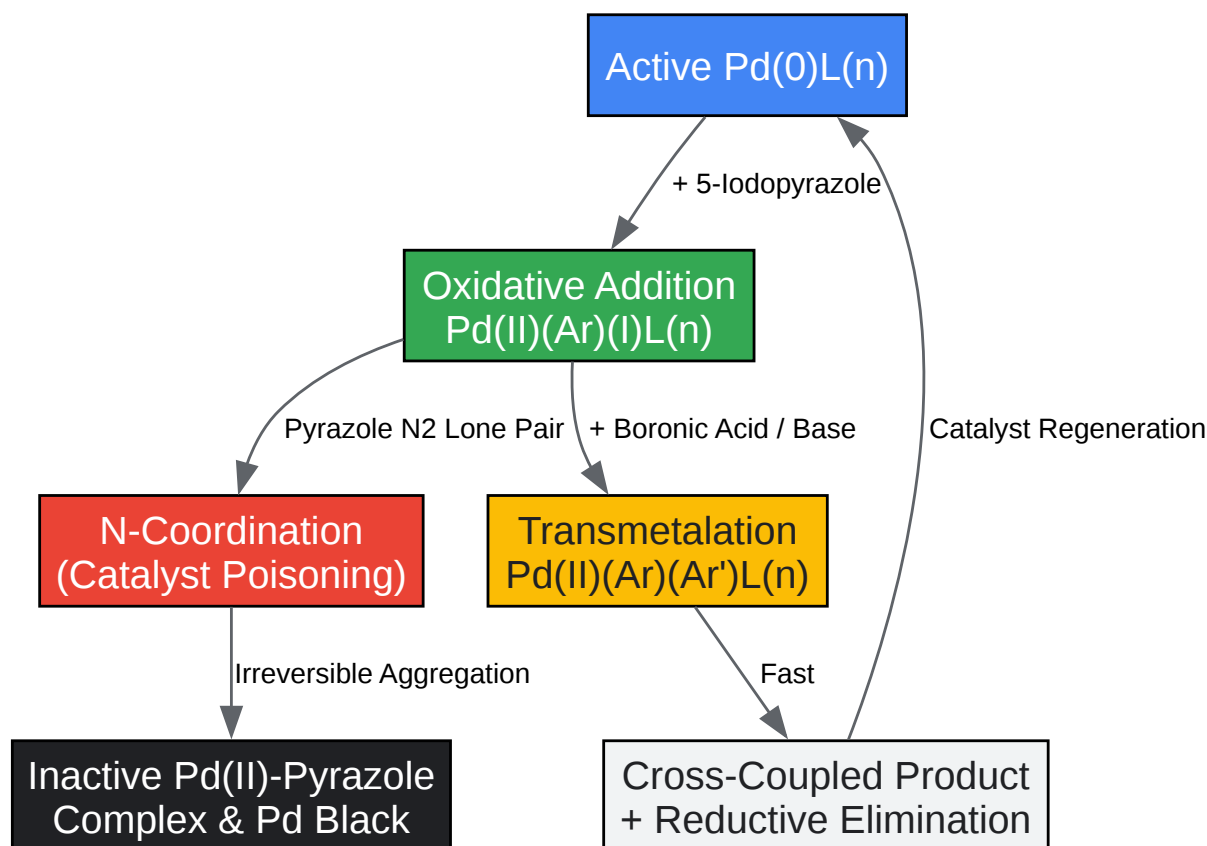 Active Pd(0)L(n)
+ 5-Iodopyrazole
Oxidative Addition
Pd(II)(Ar)(I)L(n)
Pyrazole N2 Lone Pair
+ Boronic Acid / Base
Catalyst Regeneration
N-Coordination
(Catalyst Poisoning)
Transmetalation
Pd(II)(Ar)(Ar')L(n)
Irreversible Aggregation
Fast
Inactive Pd(II)-Pyrazole
Complex & Pd Black
Cross-Coupled Product
+ Reductive Elimination